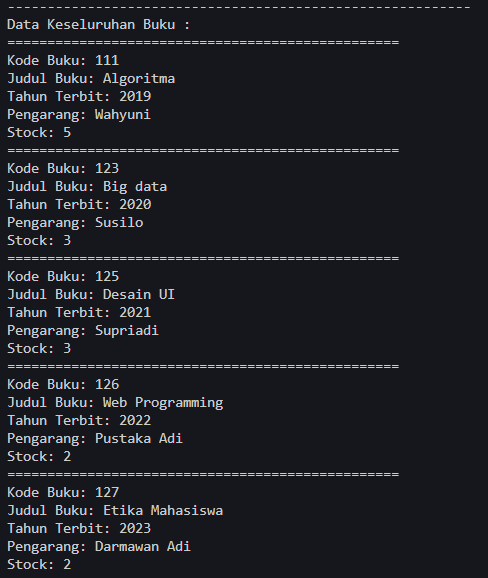 ----------------------------------------------------------
Data Keseluruhan Buku :
=================================================
Kode Buku: 111
Judul Buku: Algoritma
Tahun Terbit: 2019
Pengarang: Wahyuni
Stock: 5
=================================================
Kode Buku: 123
Judul Buku: Big data
Tahun Terbit: 2020
Pengarang: Susilo
Stock: 3
=================================================
Kode Buku: 125
Judul Buku: Desain UI
Tahun Terbit: 2021
Pengarang: Supriadi
Stock: 3
=================================================
Kode Buku: 126
Judul Buku: Web Programming
Tahun Terbit: 2022
Pengarang: Pustaka Adi
Stock: 2
=================================================
Kode Buku: 127
Judul Buku: Etika Mahasiswa
Tahun Terbit: 2023
Pengarang: Darmawan Adi
Stock: 2